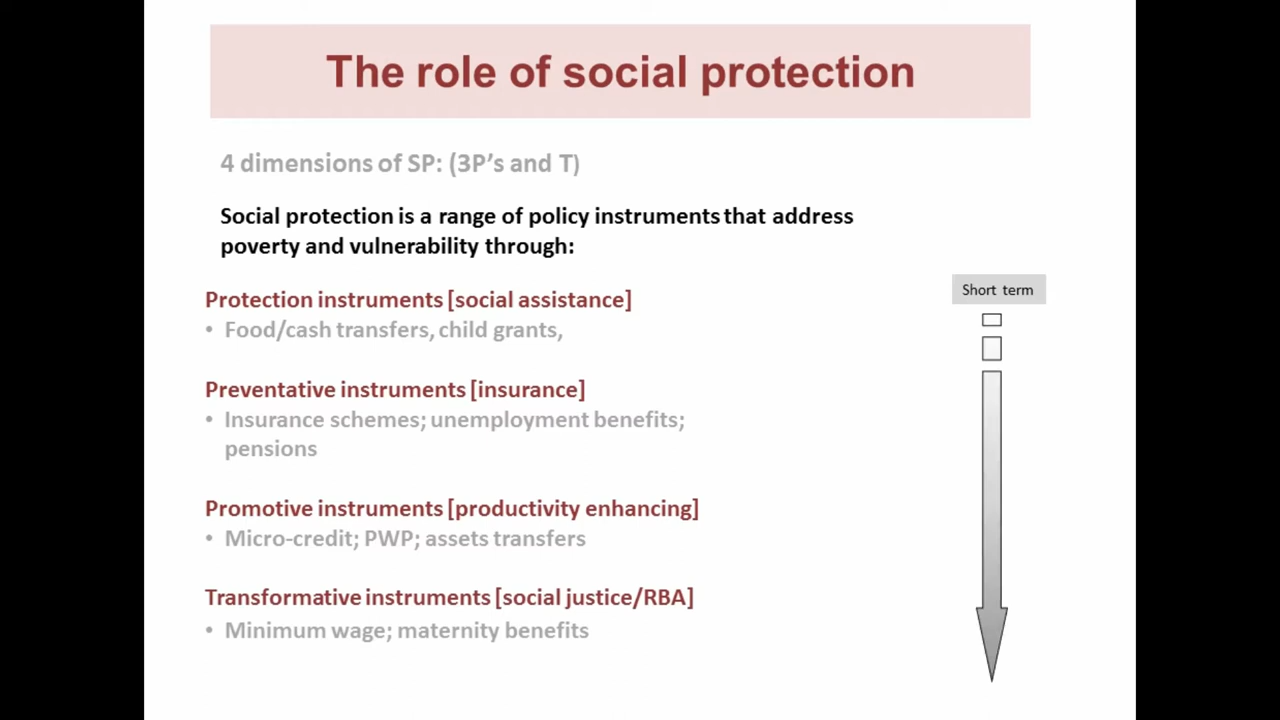 The role of social protection
4 dimensions of SP: (3P’s and T)
Social protection is a range of policy instruments that address
poverty and vulnerability through:
Protection instruments [social assistance]
• Food/cash transfers, child grants,
Short term
Preventative instruments [insurance]
• Insurance schemes; unemployment benefits;
pensions
Promotive instruments [productivity enhancing]
• Micro-credit; PWP; assets transfers
Transformative instruments [social justice/RBA]
• Minimum wage; maternity benefits